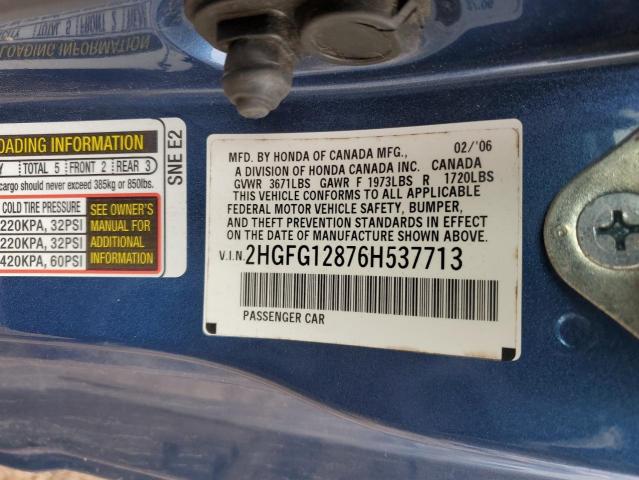 LOADING INFORMATION
TOTAL 5 FRONT 2 REAR 3
cargo should never exceed 385kg or 850lbs.
COLD TIRE PRESSURE
220KPA, 32PSI
220KPA, 32PSI
420KPA, 60PSI
SEE OWNER'S
MANUAL FOR
ADDITIONAL
INFORMATION
SNE E2
MFD. BY HONDA OF CANADA MFG., 02/'06
A DIVISION OF HONDA CANADA INC. CANADA
GVWR 3671LBS GAWR F 1973LBS R 1720LBS
THIS VEHICLE CONFORMS TO ALL APPLICABLE
FEDERAL MOTOR VEHICLE SAFETY, BUMPER,
AND THEFT PREVENTION STANDARDS IN EFFECT
ON THE DATE OF MANUFACTURE SHOWN ABOVE.
V.I.N. 2HGFG12876H537713
PASSENGER CAR